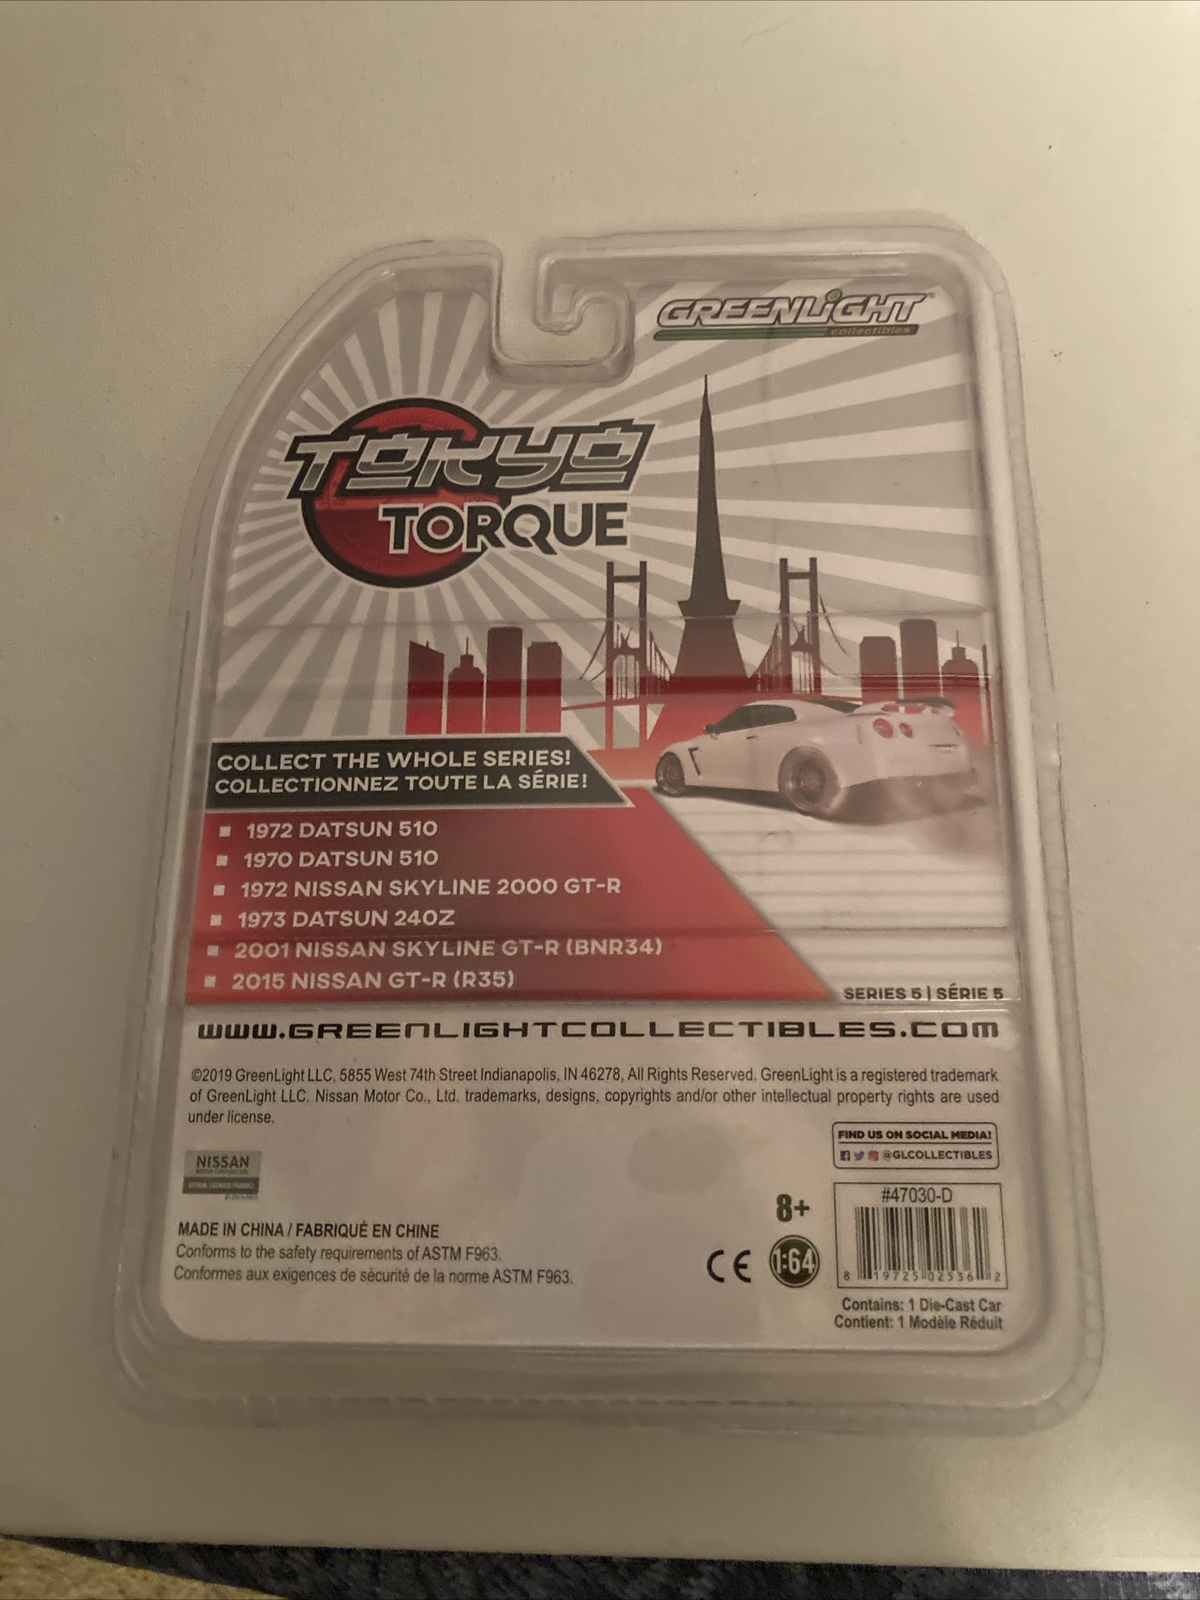 GREENLiGHT
collectibles
TOKYO
TORQUE
COLLECT THE WHOLE SERIES!
COLLECTIONNEZ TOUTE LA SÉRIE!
1972 DATSUN 510
1970 DATSUN 510
1972 NISSAN SKYLINE 2000 GT-R
1973 DATSUN 240Z
2001 NISSAN SKYLINE GT-R (BNR34)
2015 NISSAN GT-R (R35)
SERIES 5 | SÉRIE 5
WWW.GREENLIGHTCOLLECTIBLES.COM
©2019 GreenLight LLC, 5855 West 74th Street Indianapolis, IN 46278, All Rights Reserved. GreenLight is a registered trademark
of GreenLight LLC. Nissan Motor Co., Ltd. trademarks, designs, copyrights and/or other intellectual property rights are used
under license.
FIND US ON SOCIAL MEDIA!
@GLCOLLECTIBLES
NISSAN
#47030-D
8+
MADE IN CHINA / FABRIQUÉ EN CHINE
Conforms to the safety requirements of ASTM F963.
Conformes aux exigences de sécurité de la norme ASTM F963.
CE
1:64
8 19725 02536 2
Contains: 1 Die-Cast Car
Contient: 1 Modèle Réduit